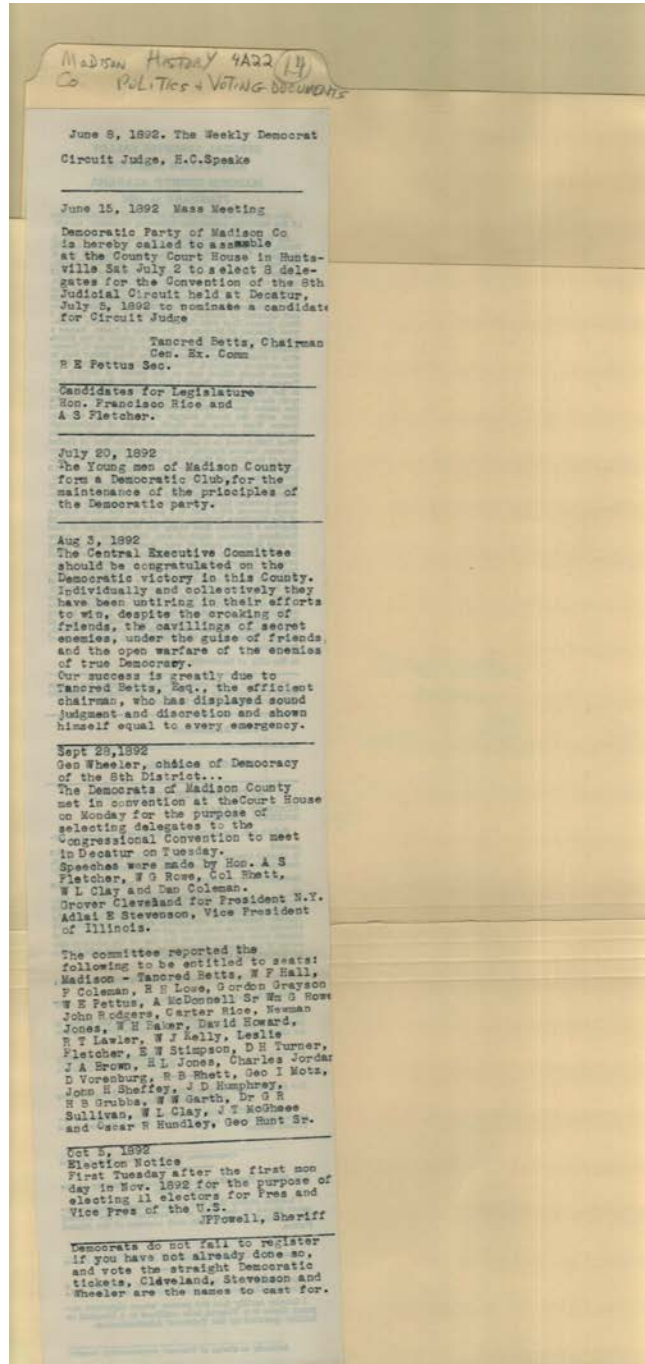 MADISON HISTORY 4A22 14
Co POLITICS + VOTING DOCUMENTS
June 8, 1892. The Weekly Democrat
Circuit Judge, H.C.Speake
June 15, 1892 Mass Meeting
Democratic Party of Madison Co
is hereby called to assemble
at the County Court House in Hunts-
ville Sat July 2 to select 8 dele-
gates for the Convention of the 8th
Judicial Circuit held at Decatur,
July 5, 1892 to nominate a candidate
for Circuit Judge
Tancred Betts, Chairman
Cen. Ex. Comm
R E Pettus Sec.
Candidates for Legislature
Hon. Francisco Rice and
A S Fletcher.
July 20, 1892
The Young men of Madison County
form a Democratic Club,for the
maintenance of the priociples of
the Democratic party.
Aug 3, 1892
The Central Executive Committee
should be congratulated on the
Democratic victory in this County.
Individually and collectively they
have been untiring in their efforts
to win, despite the croaking of
friends, the cavillings of secret
enemies, under the guise of friends,
and the open warfare of the enemies
of true Democracy.
Our success is greatly due to
Tancred Betts, Esq., the efficient
chairman, who has displayed sound
judgment and discretion and shown
himself equal to every emergency.
Sept 28,1892
Gen Wheeler, choice of Democracy
of the 8th District...
The Democrats of Madison County
met in convention at theCourt House
on Monday for the purpose of
selecting delegates to the
Congressional Convention to meet
in Decatur on Tuesday.
Speeches were made by Hon. A S
Fletcher, W G Rowe, Col Rhett,
W L Clay and Dan Coleman.
Grover Cleveland for President N.Y.
Adlai E Stevenson, Vice President
of Illinois.
The committee reported the
following to be entitled to seats:
Madison - Tancred Betts, W F Hall,
P Coleman, R E Lowe, Gordon Grayson
W E Pettus, A McDonnell Sr Wm G Rowe
John Rodgers, Carter Rice, Newman
Jones, W H Baker, David Howard,
R T Lawler, W J Kelly, Leslie
Fletcher, E W Stimpson, D H Turner,
J A Brown, H L Jones, Charles Jordan
D Vorenburg, R B Rhett, Geo I Motz,
John H Sheffey, J D Humphrey,
H B Grubbs, W W Garth, Dr G R
Sullivan, W L Clay, J T McGheee
and Oscar R Hundley, Geo Hunt Sr.
Oct 5, 1892
Election Notice
First Tuesday after the first mon
day in Nov. 1892 for the purpose of
electing 11 electors for Pres and
Vice Pres of the U.S.
JPPowell, Sheriff
Democrats do not fail to register
if you have not already done so,
and vote the straight Democratic
tickets, Cleveland, Stevenson and
Wheeler are the names to cast for.